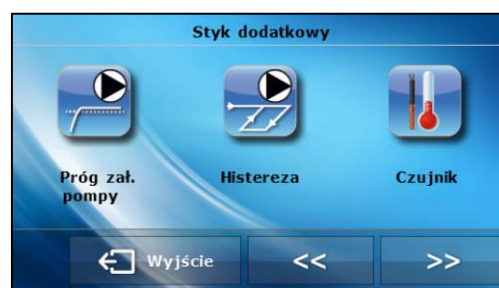 Styk dodatkowy
Próg zał.
pompy
Histereza
Czujnik
Wyjście
<<
>>